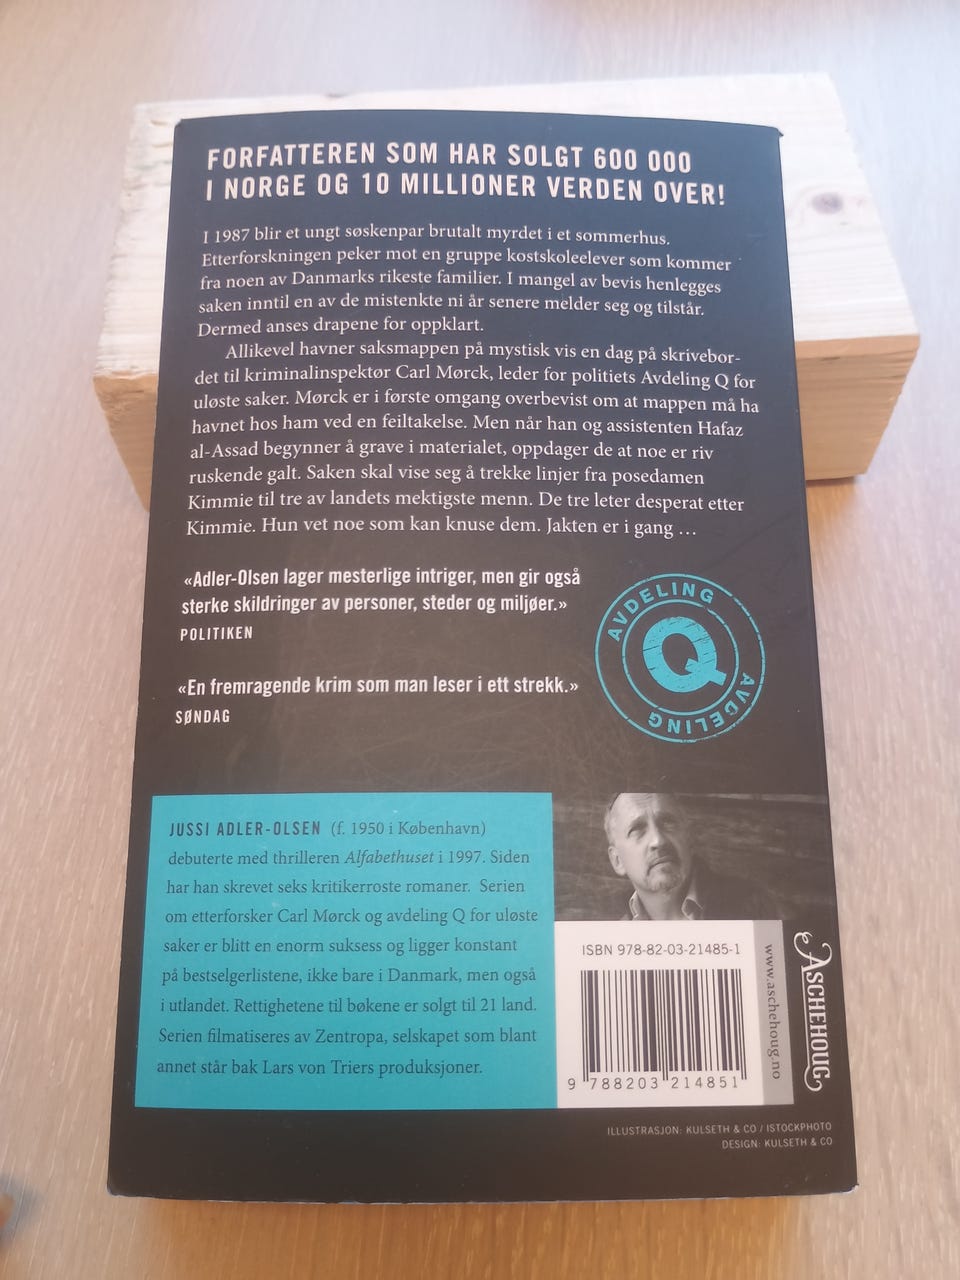 FORFATTEREN SOM HAR SOLGT 600 000
I NORGE OG 10 MILLIONER VERDEN OVER!
I 1987 blir et ungt søskenpar brutalt myrdet i et sommerhus.
Etterforskningen peker mot en gruppe kostskoleelever som kommer
fra noen av Danmarks rikeste familier. I mangel av bevis henlegges
saken inntil en av de mistenkte ni år senere melder seg og tilstår.
Dermed anses drapene for oppklart.
Allikevel havner saksmappen på mystisk vis en dag på skrivebor-
det til kriminalinspektør Carl Mørck, leder for politiets Avdeling Q for
uløste saker. Mørck er i første omgang overbevist om at mappen må ha
havnet hos ham ved en feiltakelse. Men når han og assistenten Hafaz
al-Assad begynner å grave i materialet, oppdager de at noe er riv
ruskende galt. Saken skal vise seg å trekke linjer fra posedamen
Kimmie til tre av landets mektigste menn. De tre leter desperat etter
Kimmie. Hun vet noe som kan knuse dem. Jakten er i gang …
«Adler-Olsen lager mesterlige intriger, men gir også
sterke skildringer av personer, steder og miljøer.»
POLITIKEN
«En fremragende krim som man leser i ett strekk.»
SØNDAG
AVDELING
Q
AVDELING
JUSSI ADLER-OLSEN (f. 1950 i København)
debuterte med thrilleren Alfabethuset i 1997. Siden
har han skrevet seks kritikerroste romaner. Serien
om etterforsker Carl Mørck og avdeling Q for uløste
saker er blitt en enorm suksess og ligger konstant
på bestselgerlistene, ikke bare i Danmark, men også
i utlandet. Rettighetene til bøkene er solgt til 21 land.
Serien filmatiseres av Zentropa, selskapet som blant
annet står bak Lars von Triers produksjoner.
ISBN 978-82-03-21485-1
9 788203 214851
www.aschehoug.no
ASCHEHOUG
ILLUSTRASJON: KULSETH & CO / ISTOCKPHOTO
DESIGN: KULSETH & CO